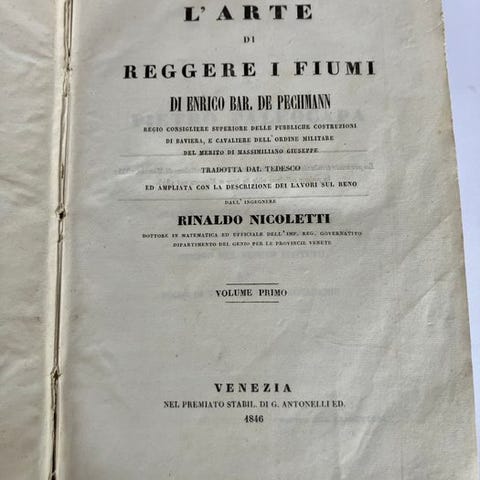 L'ARTE
DI
REGGERE I FIUMI
DI ENRICO BAR. DE PECHMANN
REGIO CONSIGLIERE SUPERIORE DELLE PUBBLICHE COSTRUZIONI
DI BAVIERA, E CAVALIERE DELL'ORDINE MILITARE
DEL MERITO DI MASSIMILIANO GIUSEPPE
TRADOTTA DAL TEDESCO
ED AMPLIATA CON LA DESCRIZIONE DEI LAVORI SUL RENO
DALL'INGEGNERE
RINALDO NICOLETTI
DOTTORE IN MATEMATICA ED UFFICIALE DELL'IMP. REG. GOVERNATIVO
DIPARTIMENTO DEL GENIO PER LE PROVINCIE VENETE
VOLUME PRIMO
VENEZIA
NEL PREMIATO STABIL. DI G. ANTONELLI ED.
1846